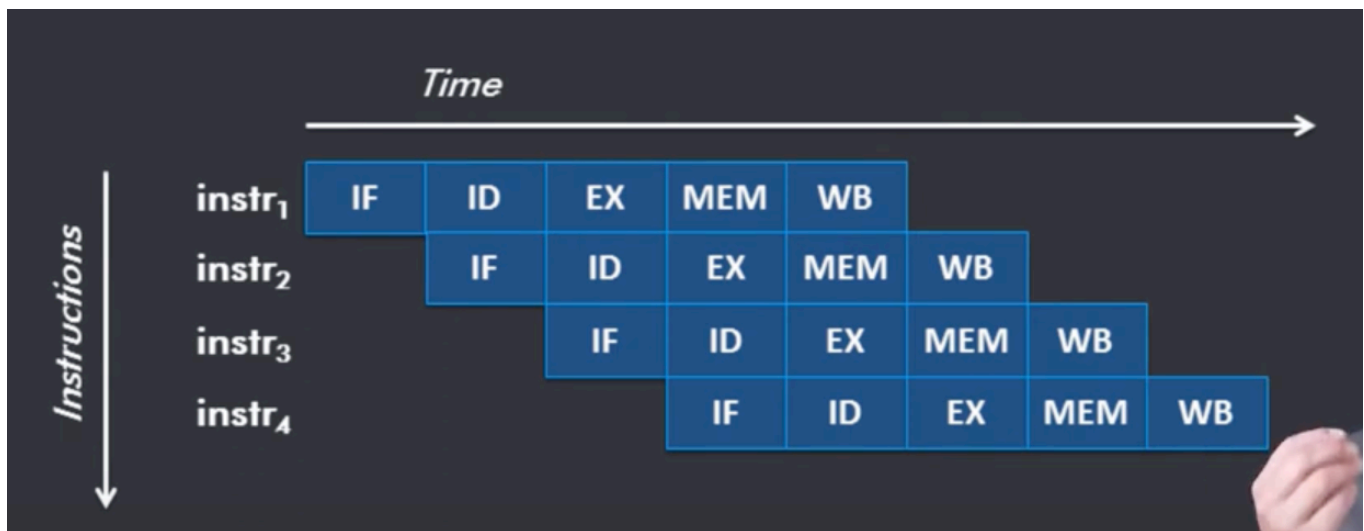 Time
Instructions
instr₁ IF ID EX MEM WB
instr₂ IF ID EX MEM WB
instr₃ IF ID EX MEM WB
instr₄ IF ID EX MEM WB